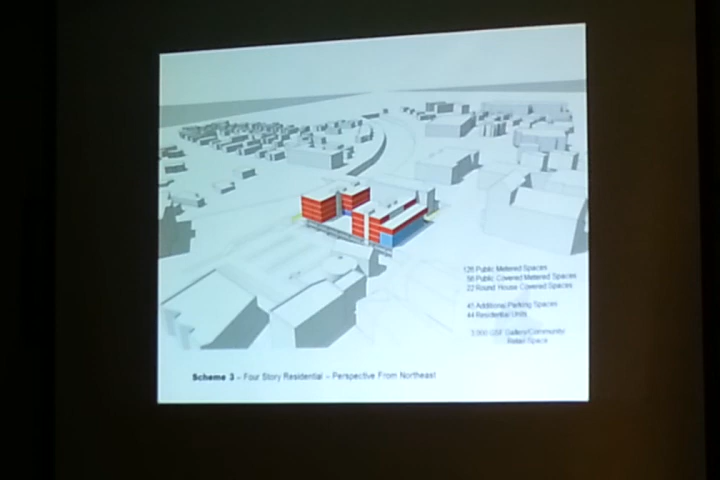 126 Public Metered Spaces
56 Public Covered Metered Spaces
22 Round House Covered Spaces
41 Additional Parking Spaces
44 Residential Units
GSF Gallery/Community
Retail Space
Scheme 3 – Four Story Residential – Perspective From Northeast